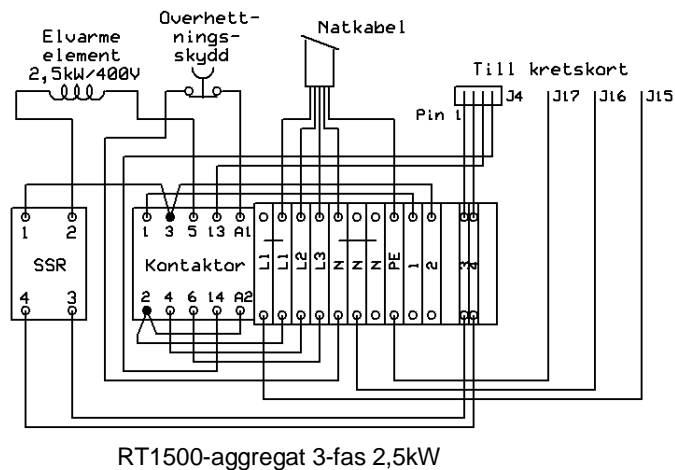 Elvarme
element
2,5kW/400V
Overhett-
nings-
skydd
Natkabel
Till kretskort
Pin 1
J4
J17
J16
J15
1 2
SSR
4 3
1 3 5 13 A1
Kontaktor
2 4 6 14 A2
L1 L1 L2 L3 N N N PE 1 2 3 4
RT1500-aggregat 3-fas 2,5kW